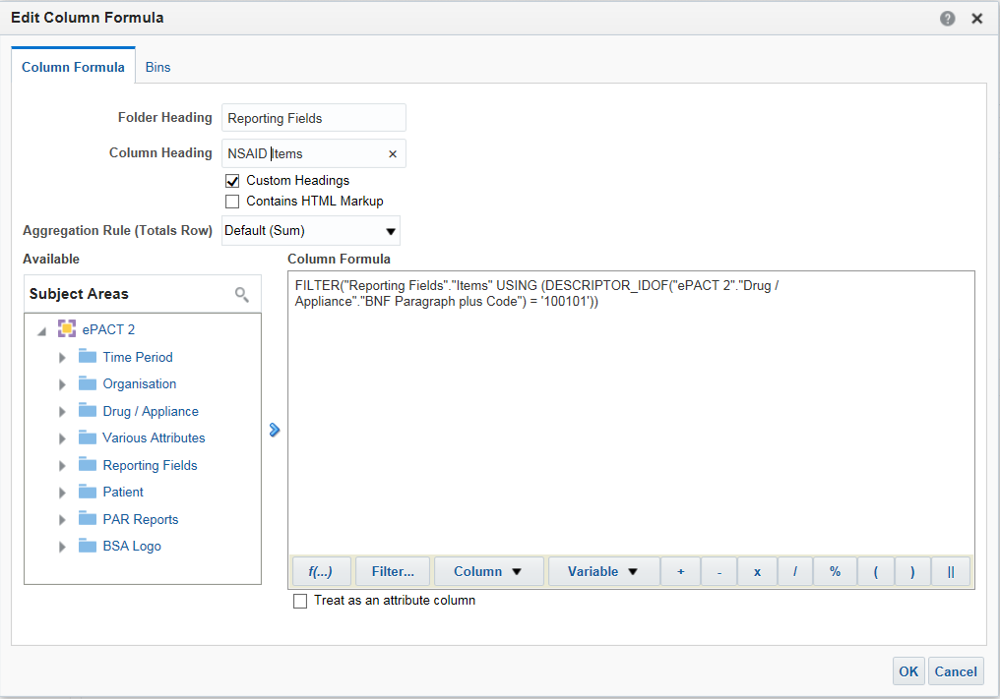 Edit Column Formula
?
Column Formula
Bins
Folder Heading
Reporting Fields
Column Heading
NSAID Items
Custom Headings
Contains HTML Markup
Aggregation Rule (Totals Row)
Default (Sum)
Available
Column Formula
Subject Areas
ePACT 2
Time Period
Organisation
Drug / Appliance
Various Attributes
Reporting Fields
Patient
PAR Reports
BSA Logo
FILTER("Reporting Fields"."Items" USING (DESCRIPTOR_IDOF("ePACT 2"."Drug /
Appliance"."BNF Paragraph plus Code") = '100101'))
f(...)
Filter...
Column
Variable
+
-
x
/
%
(
)
||
Treat as an attribute column
OK
Cancel